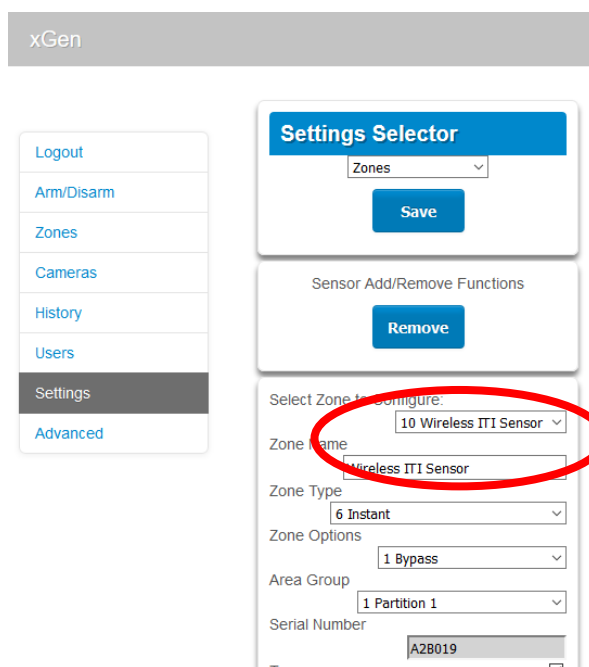 xGen
Logout
Arm/Disarm
Zones
Cameras
History
Users
Settings
Advanced
Settings Selector
Zones
Save
Sensor Add/Remove Functions
Remove
Select Zone to Configure:
10 Wireless ITI Sensor
Zone Name
Wireless ITI Sensor
Zone Type
6 Instant
Zone Options
1 Bypass
Area Group
1 Partition 1
Serial Number
A2B019